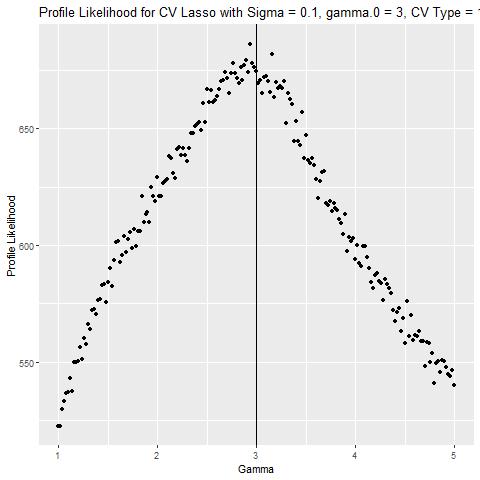 Profile Likelihood for CV Lasso with Sigma = 0.1, gamma.0 = 3, CV Type = 1
Profile Likelihood
650
600
550
1
2
3
4
5
Gamma